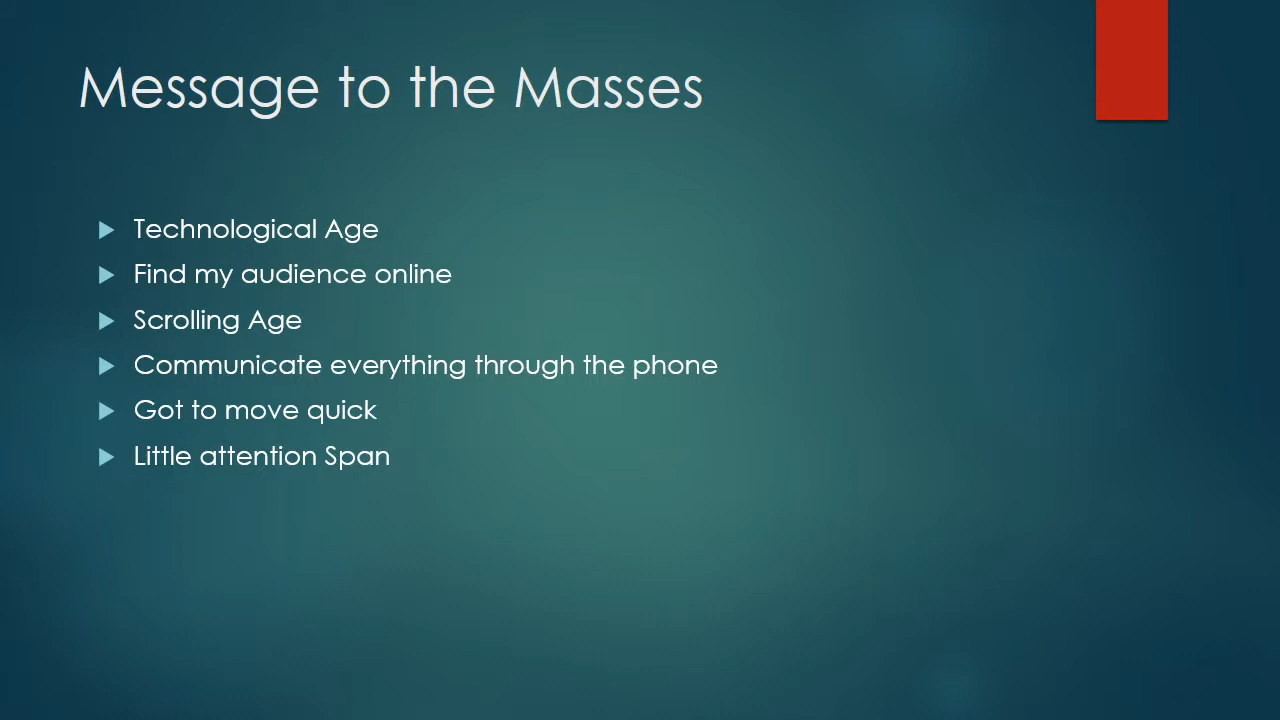 Message to the Masses
Technological Age
Find my audience online
Scrolling Age
Communicate everything through the phone
Got to move quick
Little attention Span